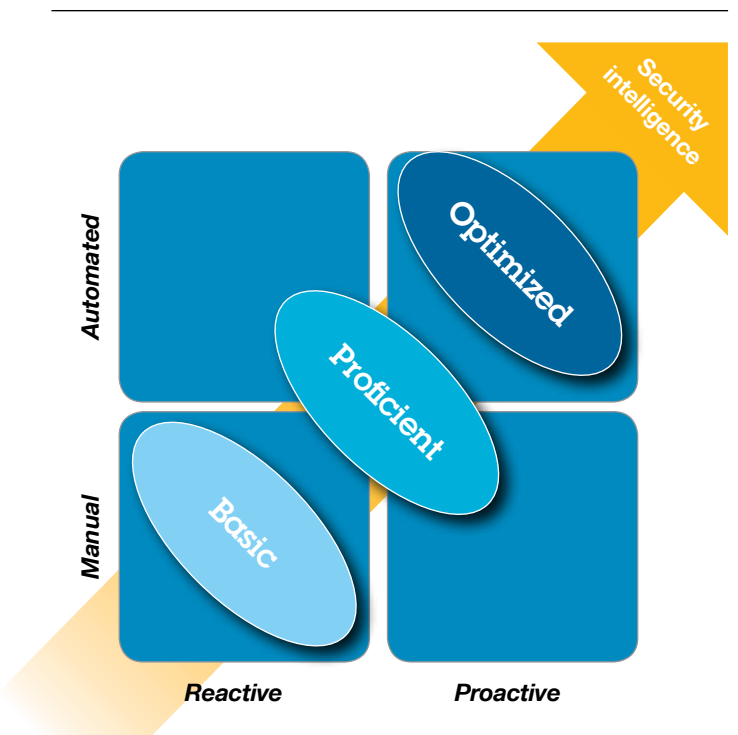 Security
intelligence
Automated
Optimized
Proficient
Manual
Basic
Reactive
Proactive